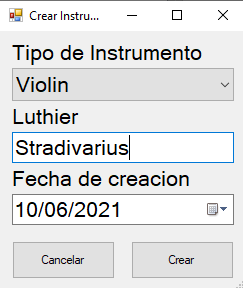 Crear Instru...
Tipo de Instrumento
Violin
Luthier
Stradivarius
Fecha de creacion
10/06/2021
Cancelar Crear